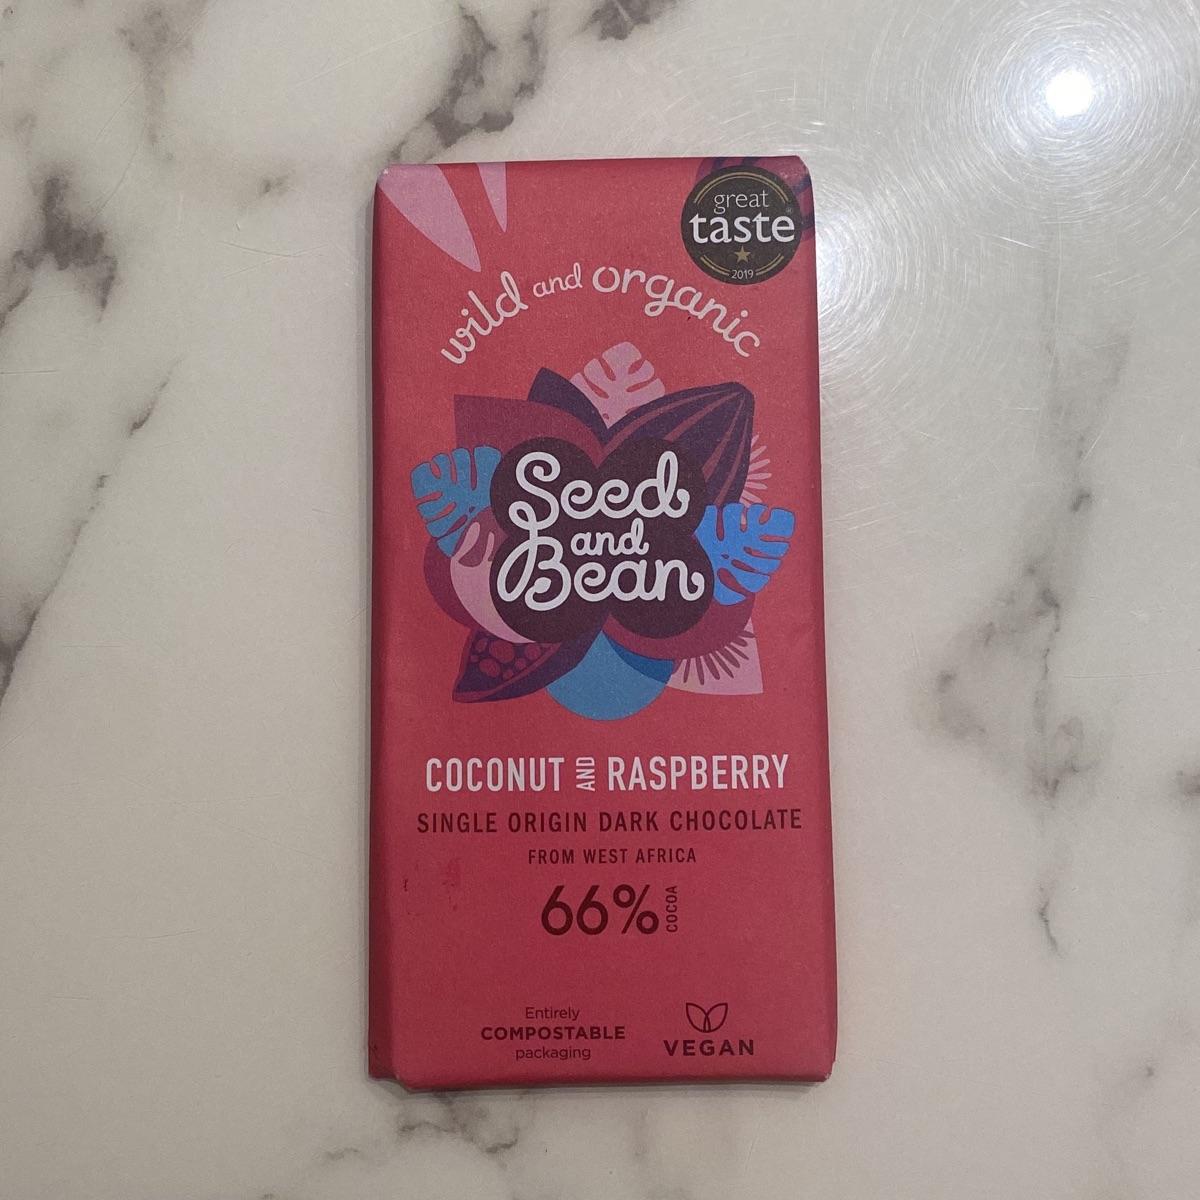 great
taste
2019
wild and organic
Seed
and
Bean
COCONUT AND RASPBERRY
SINGLE ORIGIN DARK CHOCOLATE
FROM WEST AFRICA
66% COCOA
Entirely
COMPOSTABLE
packaging
VEGAN